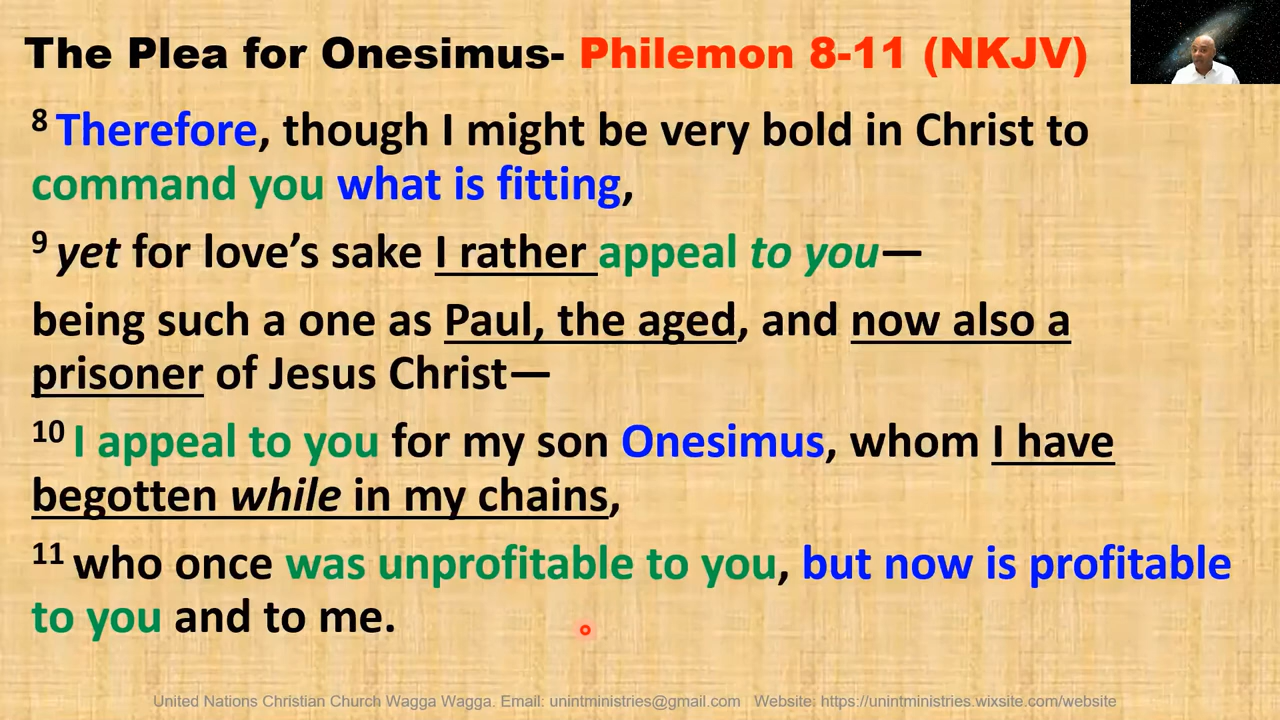 The Plea for Onesimus- Philemon 8-11 (NKJV)
8 Therefore, though I might be very bold in Christ to
command you what is fitting,
9 yet for love’s sake I rather appeal to you—
being such a one as Paul, the aged, and now also a
prisoner of Jesus Christ—
10 I appeal to you for my son Onesimus, whom I have
begotten while in my chains,
11 who once was unprofitable to you, but now is profitable
to you and to me.
United Nations Christian Church Wagga Wagga. Email: unintministries@gmail.com Website: https://unintministries.wixsite.com/website